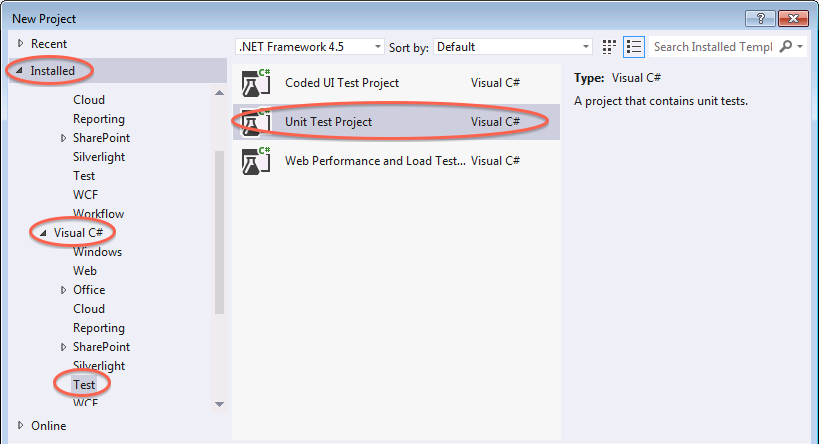 New Project
?
Recent
.NET Framework 4.5
Sort by: Default
Search Installed Templ
Installed
Cloud
Reporting
SharePoint
Silverlight
Test
WCF
Workflow
Visual C#
Windows
Web
Office
Cloud
Reporting
SharePoint
Silverlight
Test
WCF
Online
C# Coded UI Test Project Visual C#
C# Unit Test Project Visual C#
C# Web Performance and Load Test... Visual C#
Type: Visual C#
A project that contains unit tests.